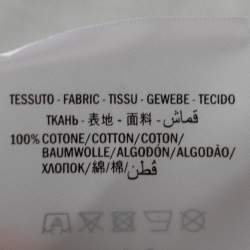 TESSUTO - FABRIC - TISSU - GEWEBE - TECIDO
ТКАНЬ - 表地 - 面料 - قماش
100% COTONE/COTTON/COTON/
BAUMWOLLE/ALGODÓN/ALGODÃO/
ХЛОПОК/綿/棉/قُطن